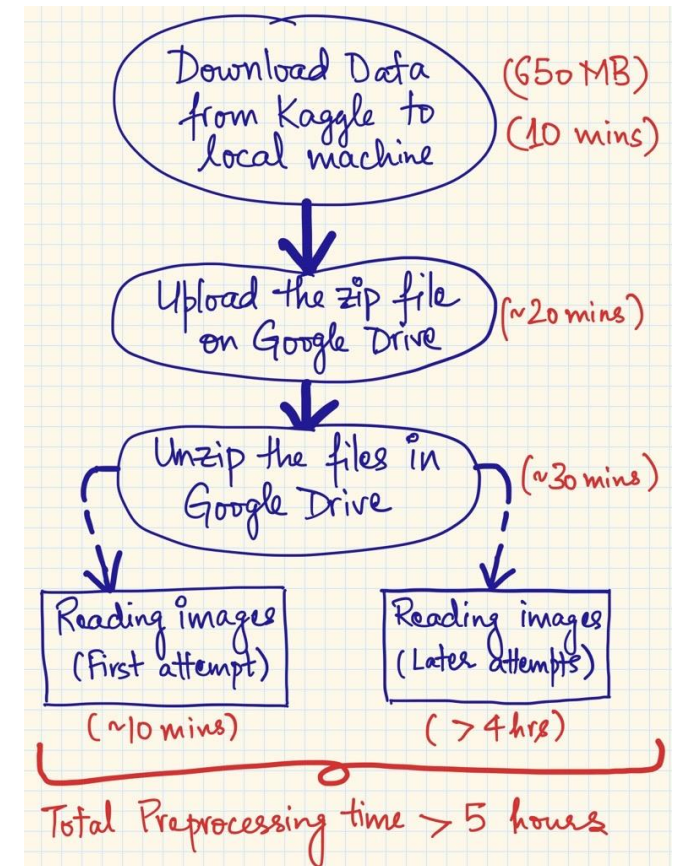 Download Data
from Kaggle to
local machine
(650 MB)
(10 mins)
Upload the zip file
on Google Drive
(~20 mins)
Unzip the files in
Google Drive
(~30 mins)
Reading images
(First attempt)
(~10 mins)
Reading images
(Later attempts)
( > 4 hrs)
Total Preprocessing time > 5 hours